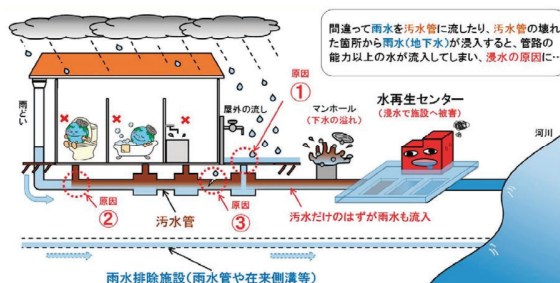 間違って雨水を汚水管に流したり、汚水管の壊れ
た箇所から雨水(地下水)が浸入すると、管路の
能力以上の水が流入してしまい、浸水の原因に…
雨どい
原因
①
屋外の流し
マンホール
(下水の溢れ)
水再生センター
(浸水で施設へ被害)
河川
原因
②
汚水管
原因
③
汚水だけのはずが雨水も流入
雨水排除施設(雨水管や在来側溝等)